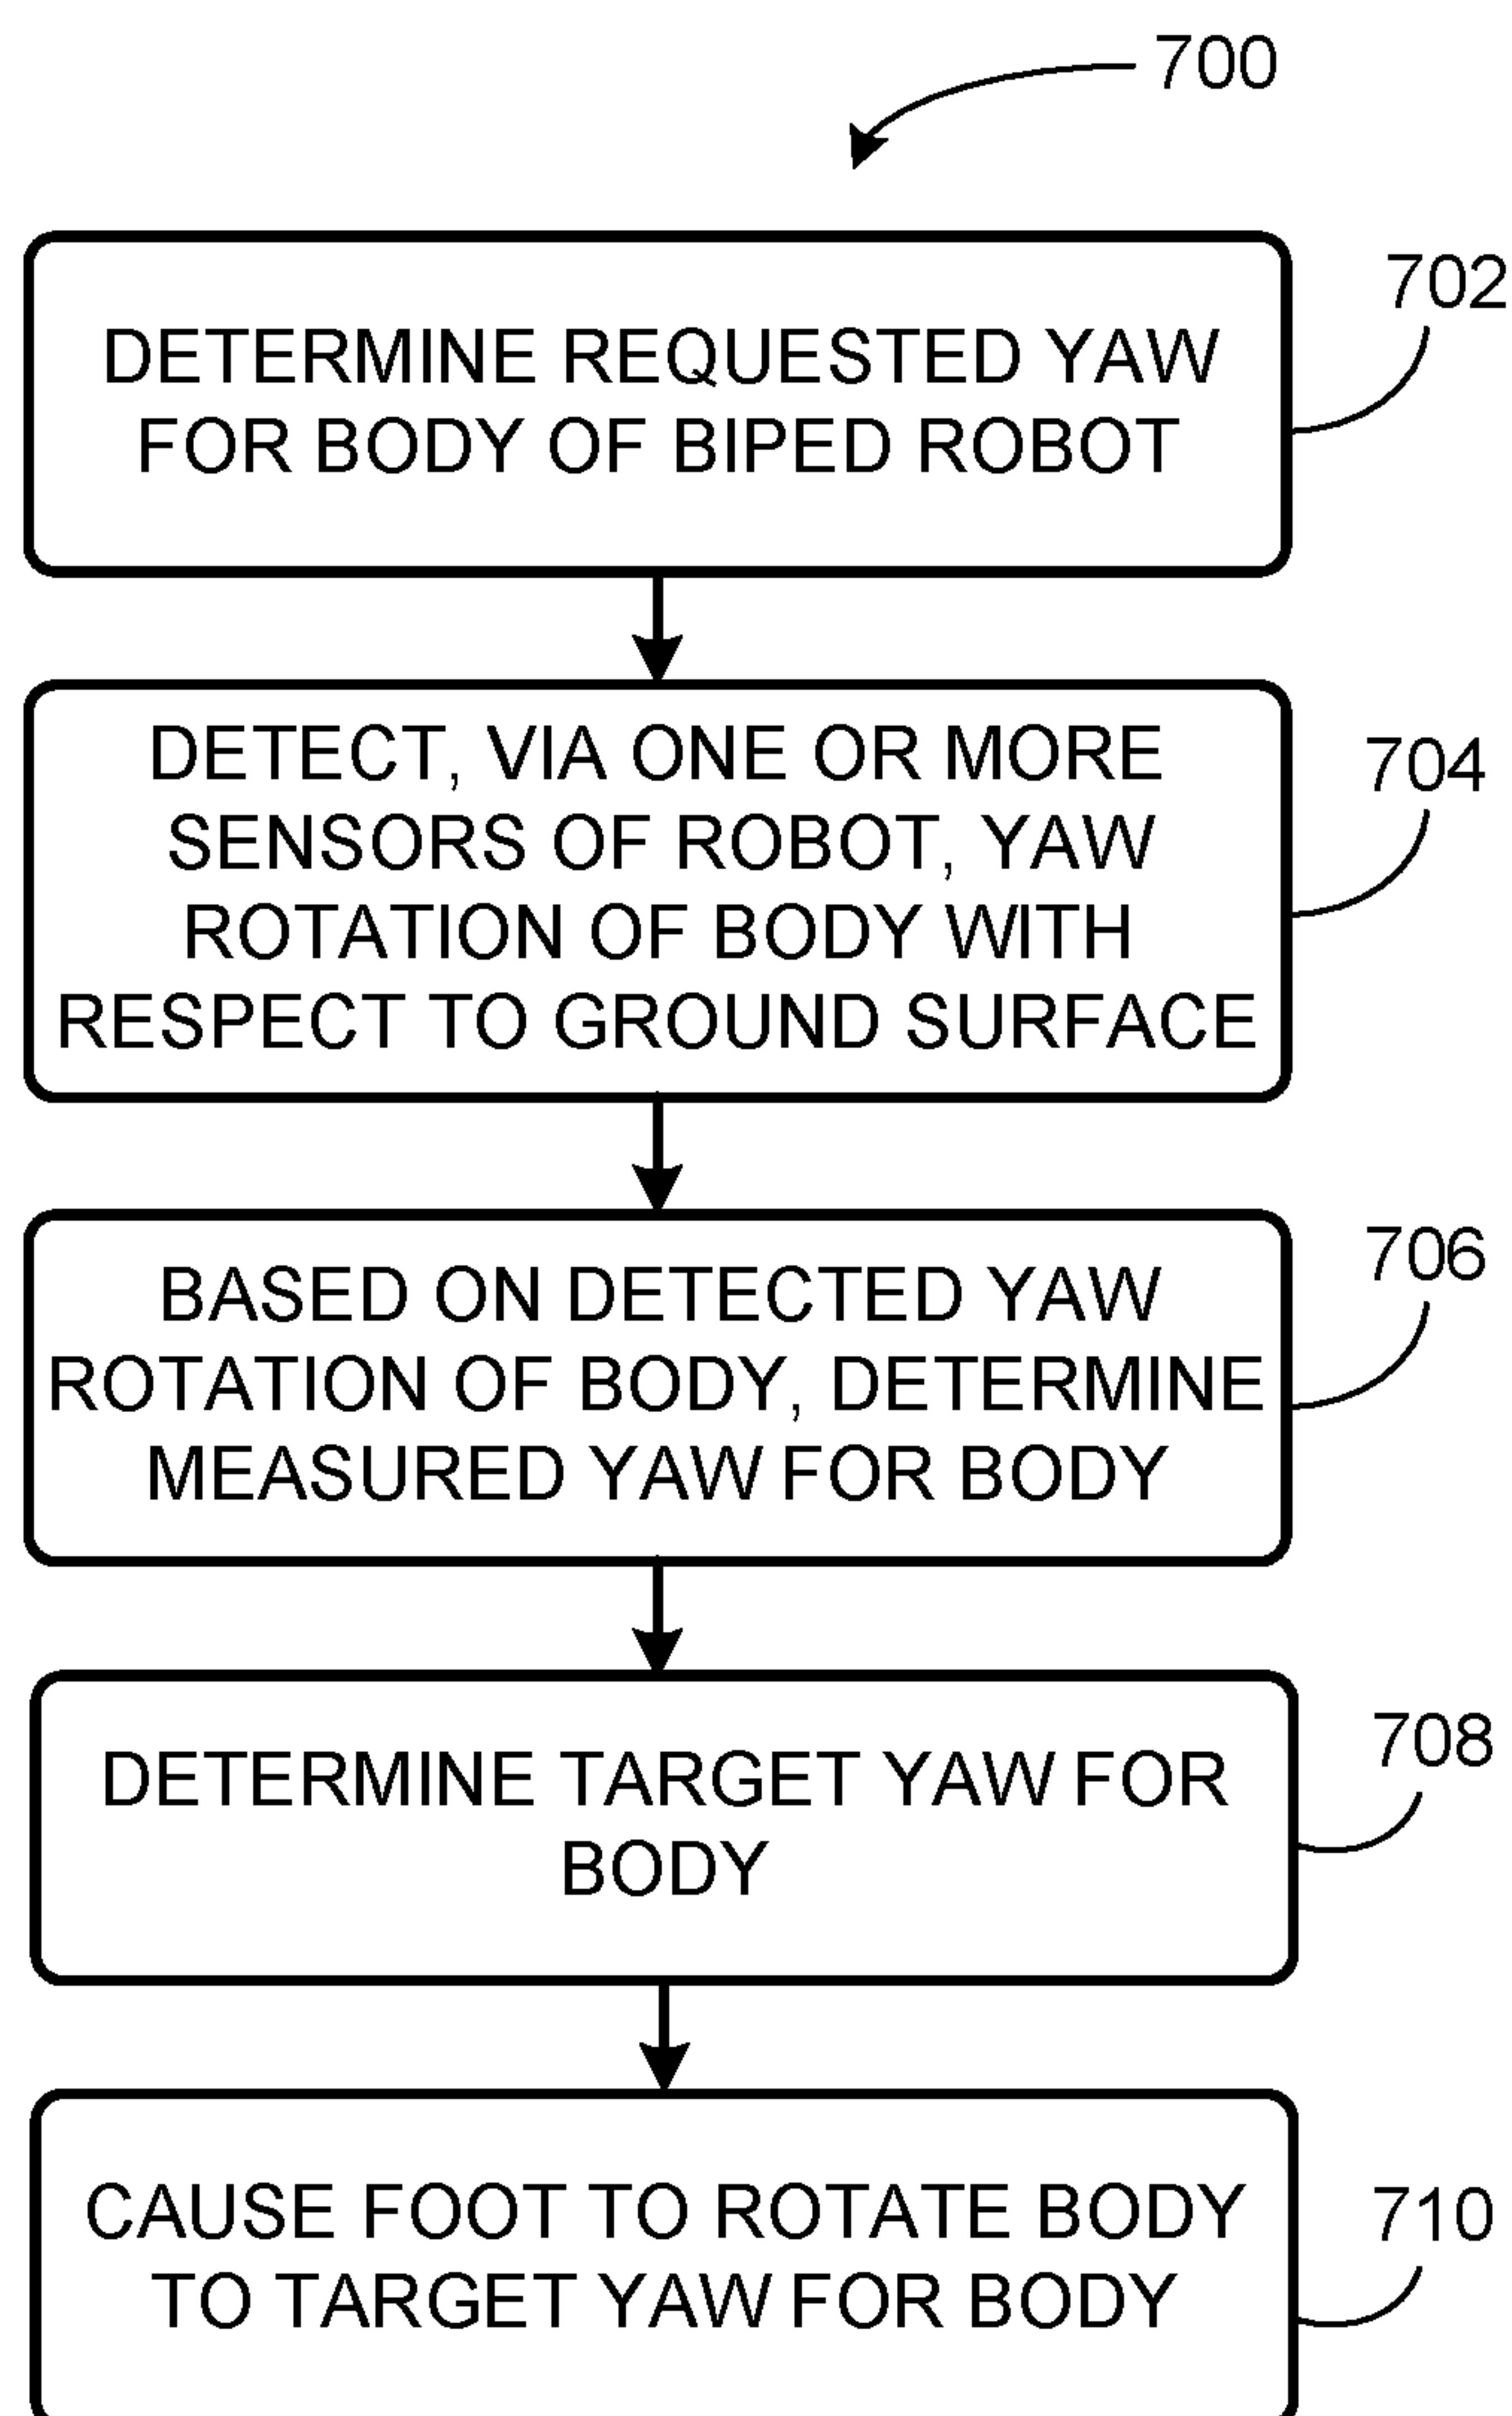 700
702
DETERMINE REQUESTED YAW
FOR BODY OF BIPED ROBOT
704
DETECT, VIA ONE OR MORE
SENSORS OF ROBOT, YAW
ROTATION OF BODY WITH
RESPECT TO GROUND SURFACE
706
BASED ON DETECTED YAW
ROTATION OF BODY, DETERMINE
MEASURED YAW FOR BODY
708
DETERMINE TARGET YAW FOR
BODY
710
CAUSE FOOT TO ROTATE BODY
TO TARGET YAW FOR BODY